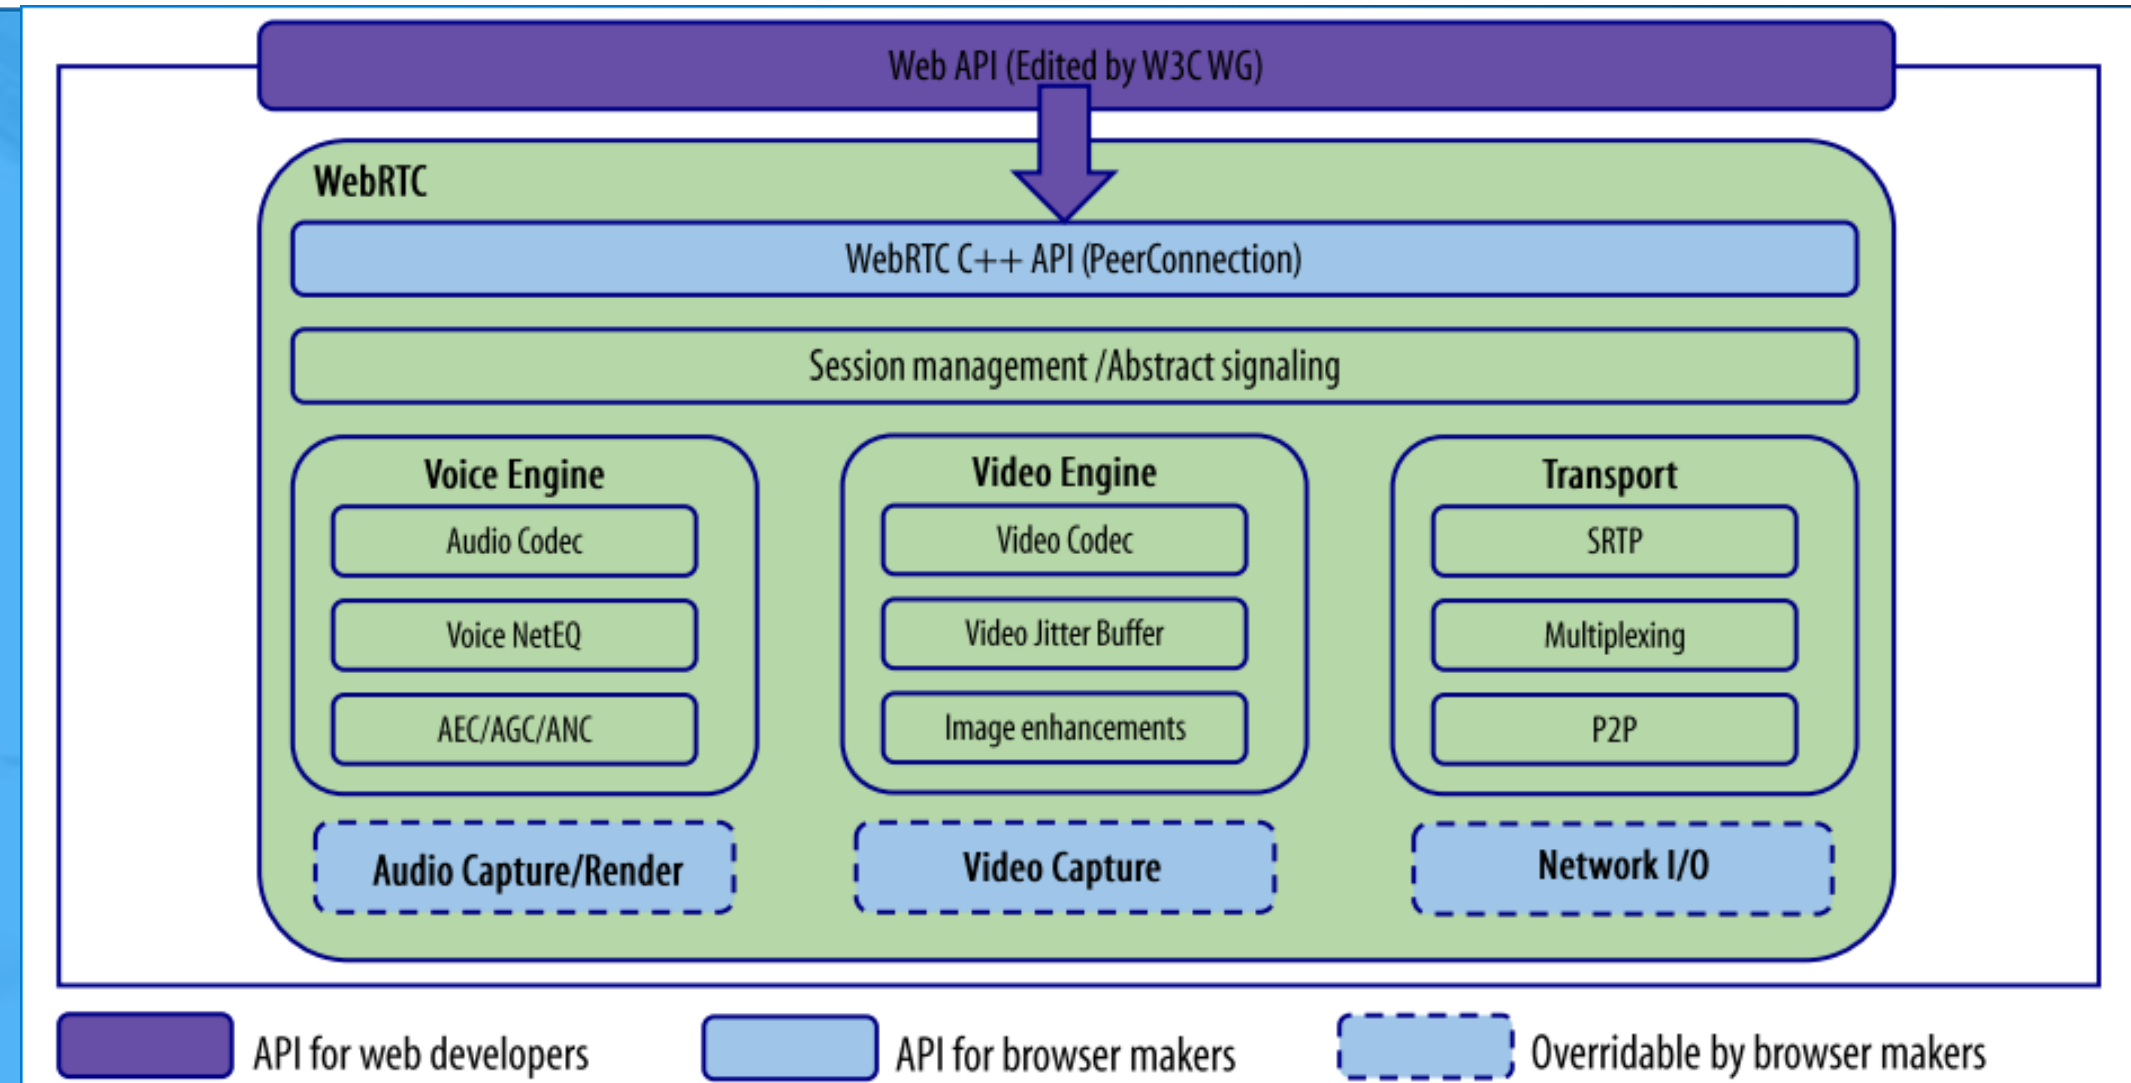 Web API (Edited by W3C WG)
WebRTC
WebRTC C++ API (PeerConnection)
Session management /Abstract signaling
Voice Engine
Audio Codec
Voice NetEQ
AEC/AGC/ANC
Video Engine
Video Codec
Video Jitter Buffer
Image enhancements
Transport
SRTP
Multiplexing
P2P
Audio Capture/Render
Video Capture
Network I/O
API for web developers
API for browser makers
Overridable by browser makers